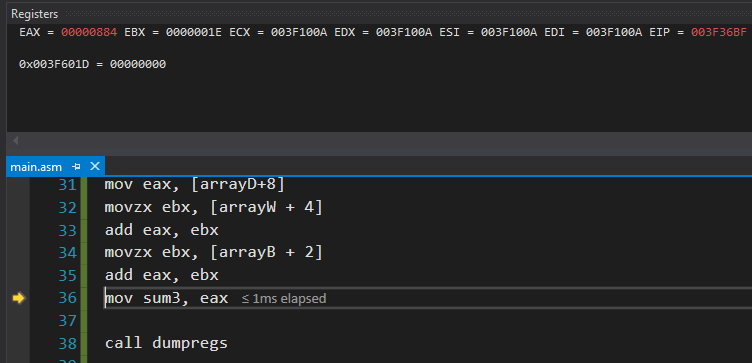 Registers
EAX = 00000884 EBX = 0000001E ECX = 003F100A EDX = 003F100A ESI = 003F100A EDI = 003F100A EIP = 003F36BF
0x003F601D = 00000000
main.asm
31 mov eax, [arrayD+8]
32 movzx ebx, [arrayW + 4]
33 add eax, ebx
34 movzx ebx, [arrayB + 2]
35 add eax, ebx
36 mov sum3, eax ≤ 1ms elapsed
37
38 call dumpregs